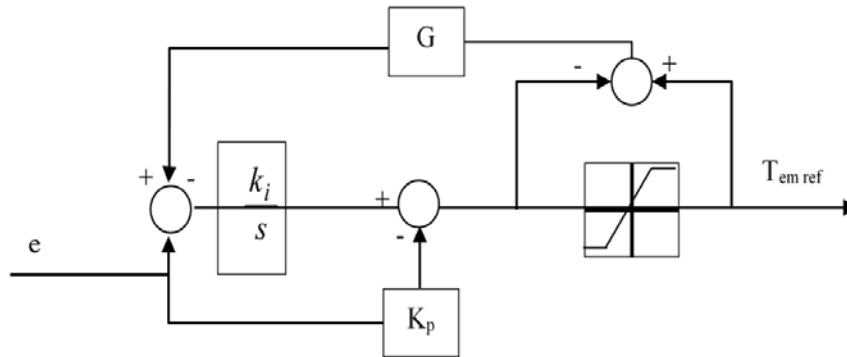 G
- +
+ -
k_i
s
+
-
T_em ref
e
K_p